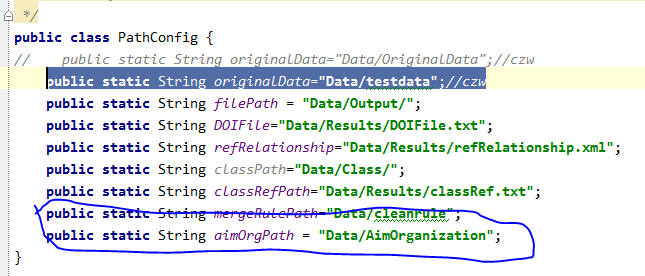 */
public class PathConfig {
//    public static String originalData="Data/OriginalData";//czw
public static String originalData="Data/testdata";//czw
public static String filePath = "Data/Output/";
public static String DOIFile="Data/Results/DOIFile.txt";
public static String refRelationship="Data/Results/refRelationship.xml";
public static String classPath="Data/Class/";
public static String classRefPath="Data/Results/classRef.txt";
public static String mergeRulePath="Data/cleanrule";
public static String aimOrgPath = "Data/AimOrganization";
}